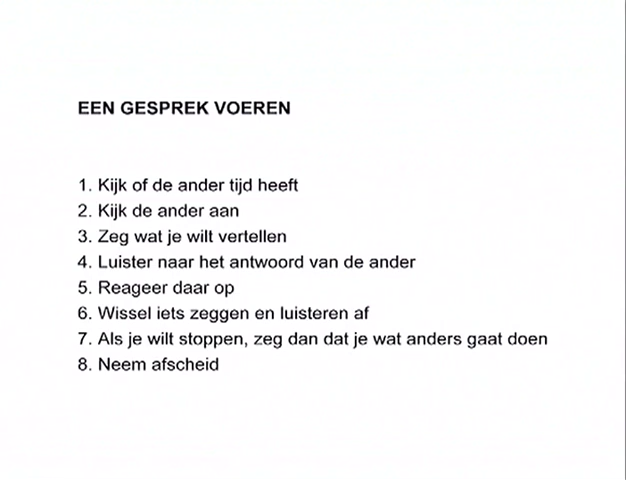 EEN GESPREK VOEREN
1. Kijk of de ander tijd heeft
2. Kijk de ander aan
3. Zeg wat je wilt vertellen
4. Luister naar het antwoord van de ander
5. Reageer daar op
6. Wissel iets zeggen en luisteren af
7. Als je wilt stoppen, zeg dan dat je wat anders gaat doen
8. Neem afscheid